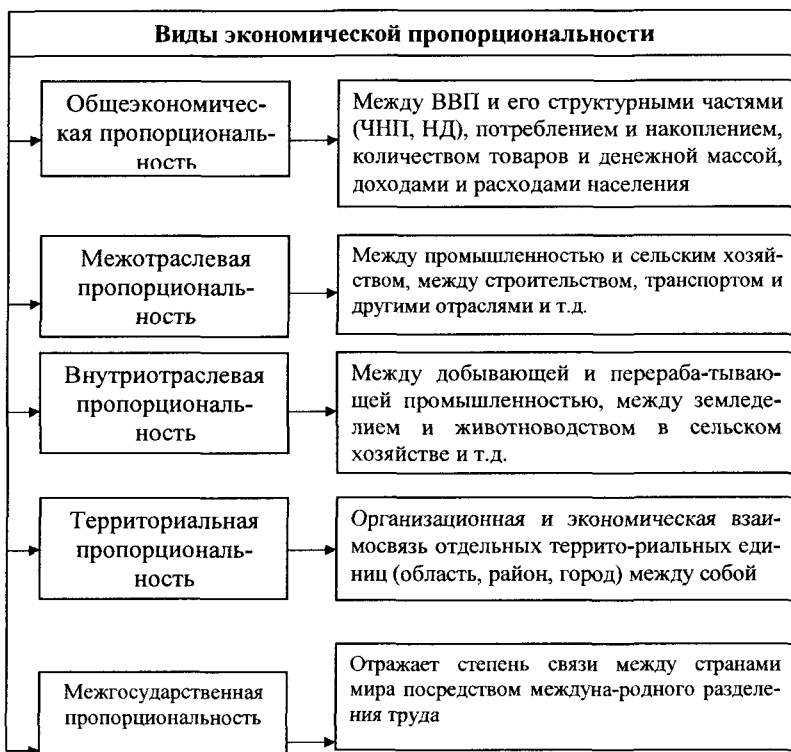 Виды экономической пропорциональности
Общеэкономичес-
кая пропорциональ-
ность
Между ВВП и его структурными частями
(ЧНП, НД), потреблением и накоплением,
количеством товаров и денежной массой,
доходами и расходами населения
Межотраслевая
пропорциональ-
ность
Между промышленностью и сельским хозяй-
ством, между строительством, транспортом и
другими отраслями и т.д.
Внутриотраслевая
пропорциональ-
ность
Между добывающей и перераба-тываю-
щей промышленностью, между земледе-
лием и животноводством в сельском
хозяйстве и т.д.
Территориальная
пропорциональ-
ность
Организационная и экономическая взаи-
мосвязь отдельных террито-риальных еди-
ниц (область, район, город) между собой
Межгосударственная
пропорциональность
Отражает степень связи между странами
мира посредством междуна-родного разделе-
ния труда